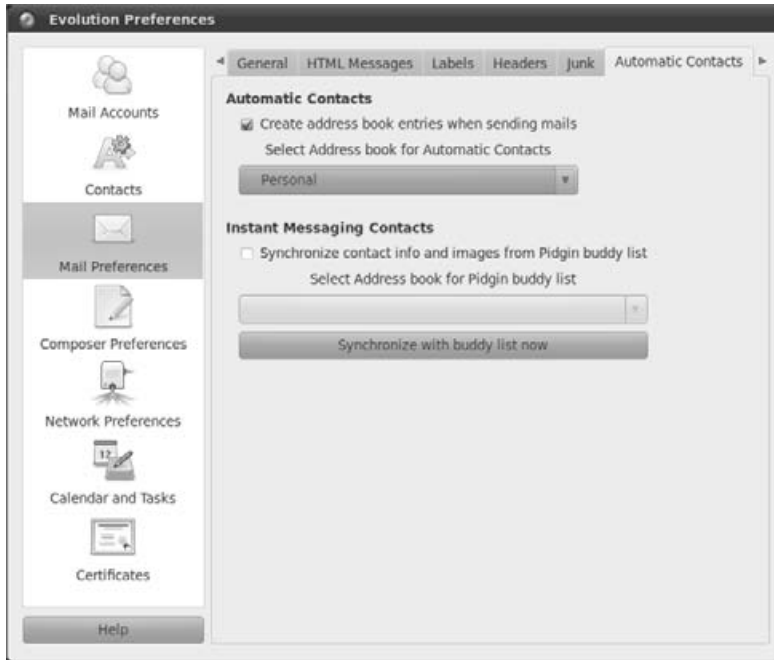 Evolution Preferences
Mail Accounts
Contacts
Mail Preferences
Composer Preferences
Network Preferences
12
Calendar and Tasks
Certificates
Help
General HTML Messages Labels Headers Junk Automatic Contacts
Automatic Contacts
Create address book entries when sending mails
Select Address book for Automatic Contacts
Personal
Instant Messaging Contacts
Synchronize contact info and images from Pidgin buddy list
Select Address book for Pidgin buddy list
Synchronize with buddy list now